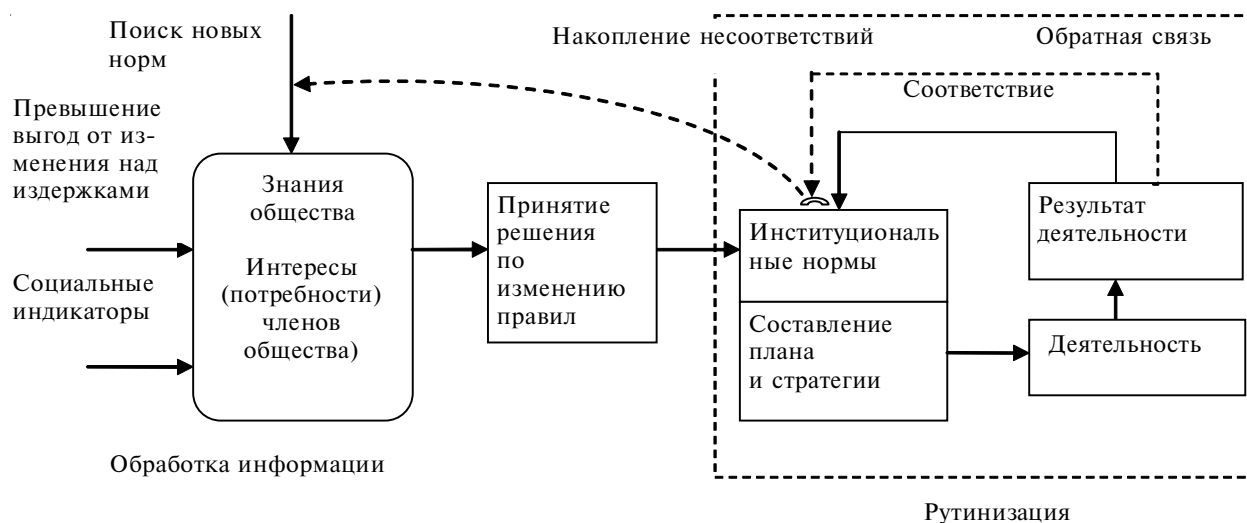 Поиск новых
норм
Накопление несоответствий
Обратная связь
Соответствие
Превышение
выгод от из-
менения над
издержками
Знания
общества
Интересы
(потребности)
членов
общества)
Социальные
индикаторы
Принятие
решения
по
изменению
правил
Институциональ
ные нормы
Составление
плана
и стратегии
Результат
деятельности
Деятельность
Обработка информации
Рутинизация